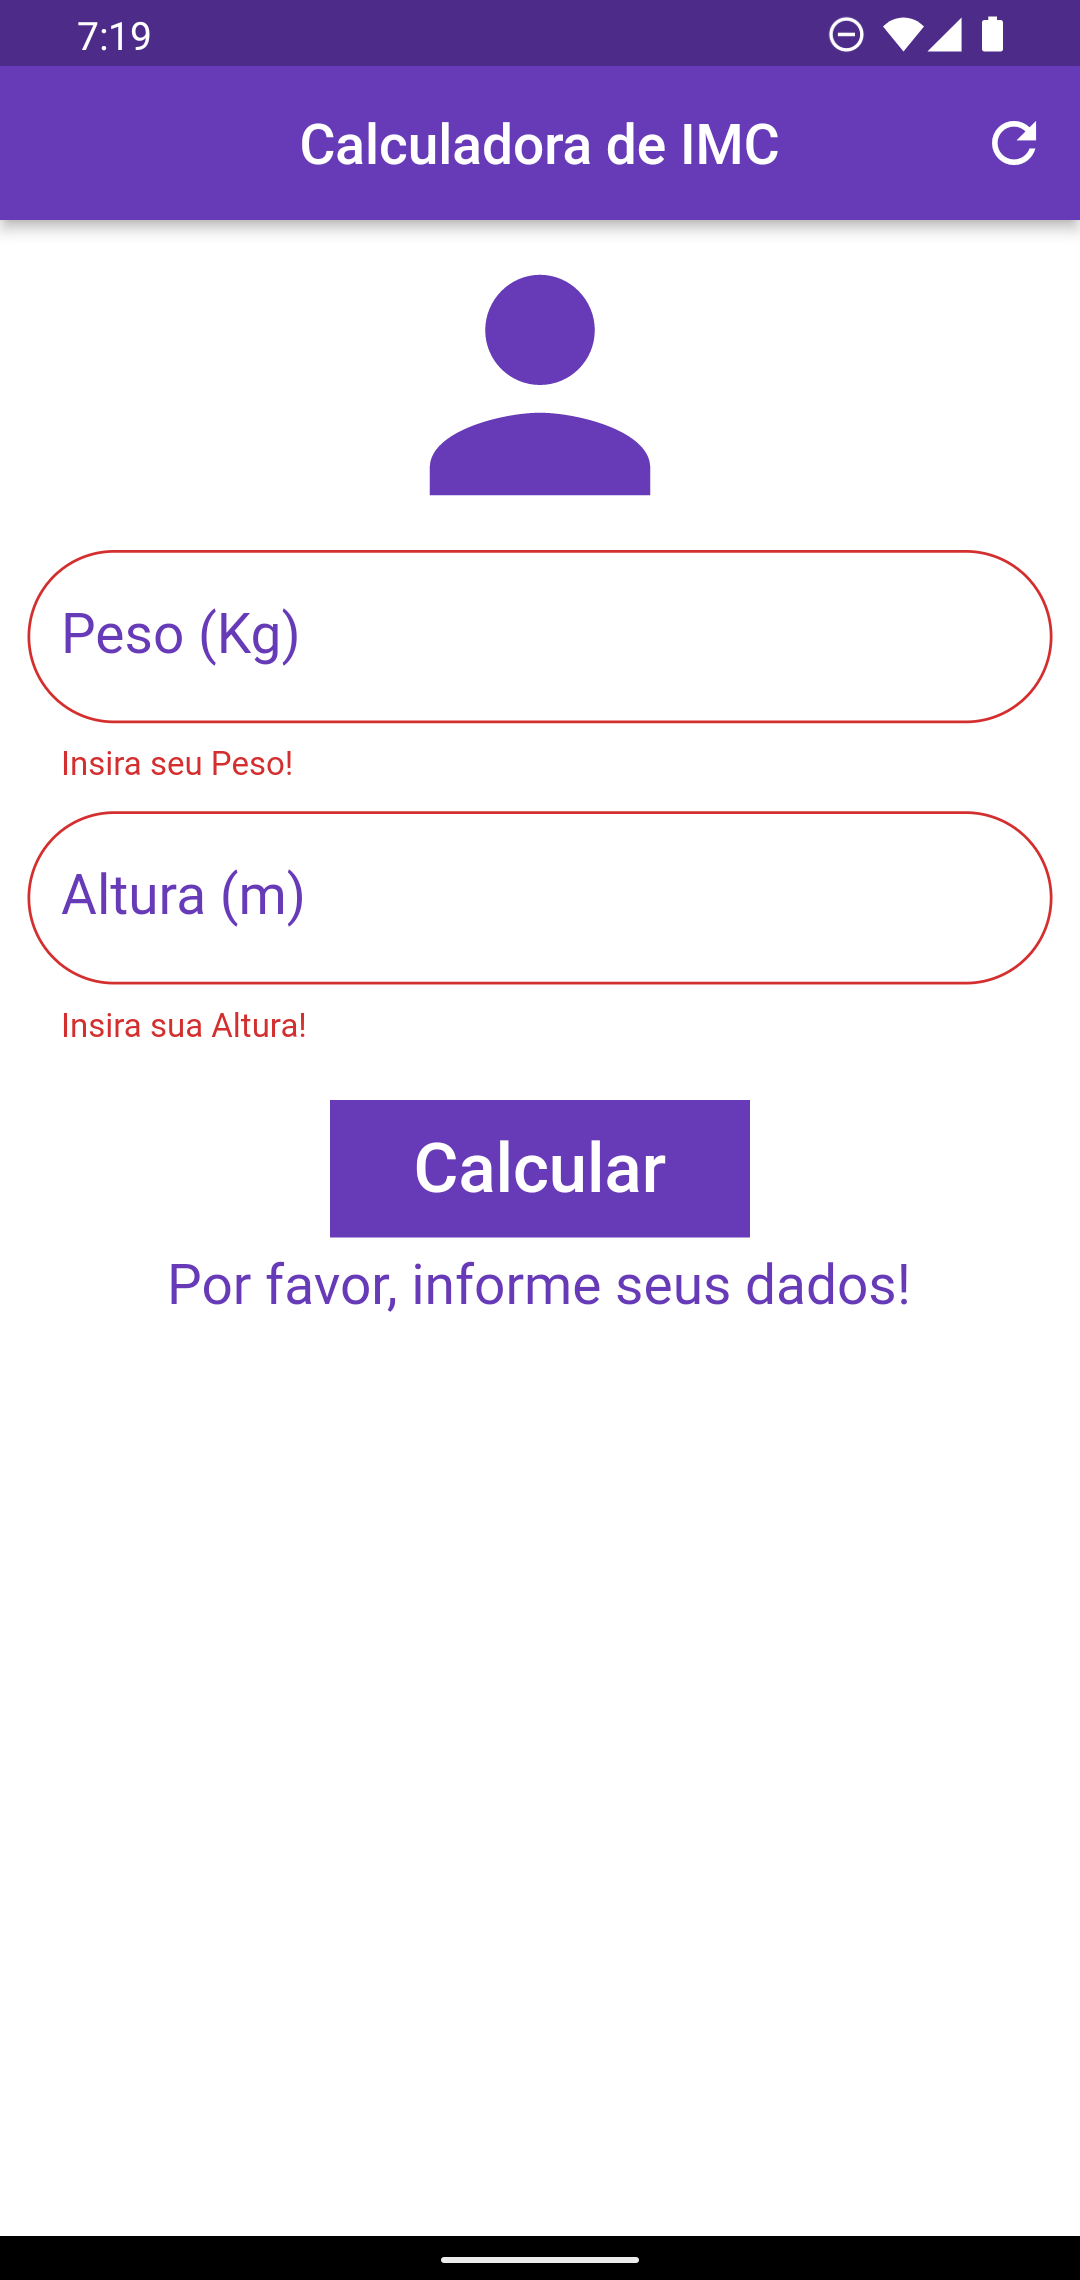 7:19
Calculadora de IMC
Peso (Kg)
Insira seu Peso!
Altura (m)
Insira sua Altura!
Calcular
Por favor, informe seus dados!